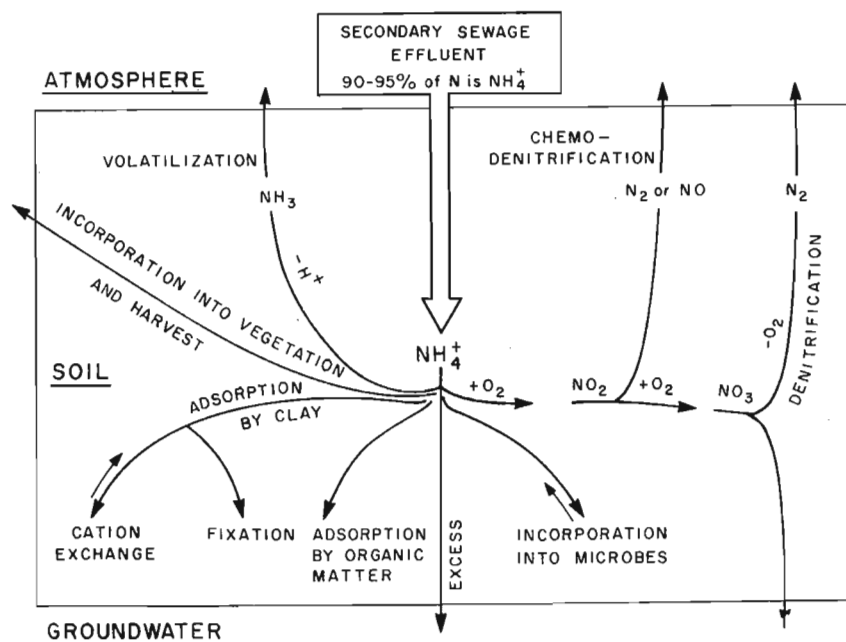 SECONDARY SEWAGE
EFFLUENT
90-95% of N is NH4+
ATMOSPHERE
VOLATILIZATION
CHEMO-
DENITRIFICATION
NH3
N2 or NO
N2
INCORPORATION INTO VEGETATION
AND HARVEST
-H+
-O2
DENITRIFICATION
NH4+
SOIL
+O2
NO2
+O2
NO3
ADSORPTION
BY CLAY
CATION
EXCHANGE
FIXATION
ADSORPTION
BY ORGANIC
MATTER
EXCESS
INCORPORATION
INTO MICROBES
GROUNDWATER